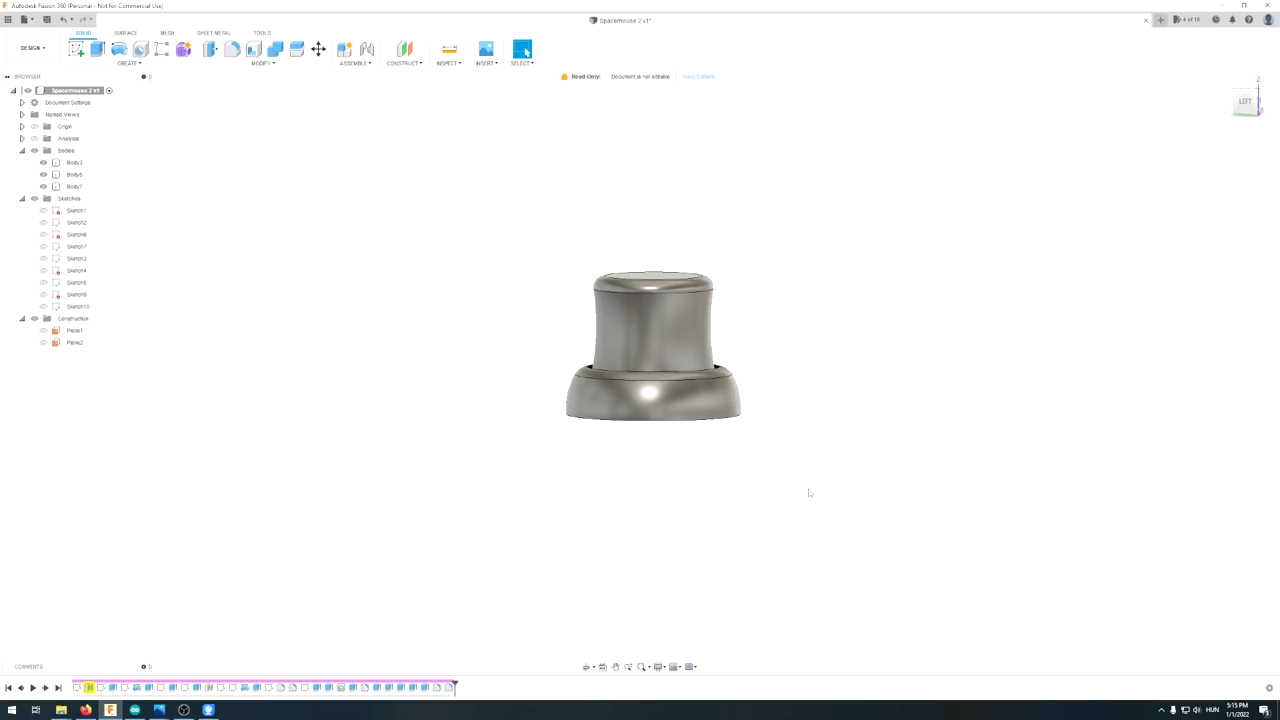 Autodesk Fusion 360 (Personal - Not for Commercial Use)
Spacemouse 2 v1*
4 of 10
DESIGN
SOLID SURFACE MESH SHEET METAL TOOLS
CREATE MODIFY ASSEMBLE CONSTRUCT INSPECT INSERT SELECT
BROWSER
Read-Only: Document is not editable
Spacemouse 2 v1
Document Settings
Named Views
Origin
Analysis
Bodies
Body3
Body5
Body7
Sketches
Sketch1
Sketch2
Sketch6
Sketch7
Sketch3
Sketch4
Sketch5
Sketch8
Sketch10
Construction
Plane1
Plane2
Z
LEFT
COMMENTS
HUN
5:15 PM
1/1/2022